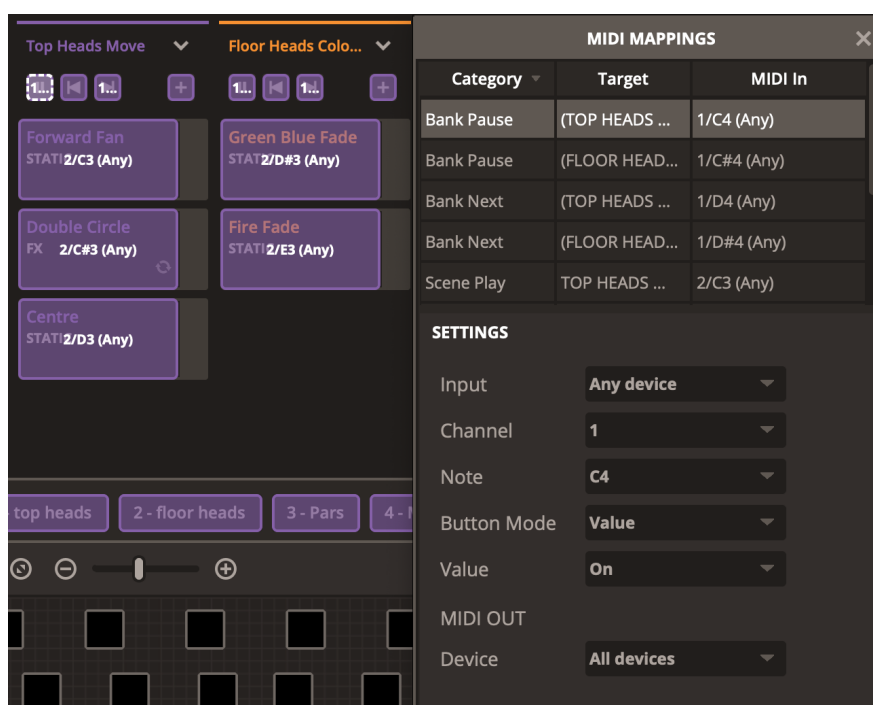 Top Heads Move
Floor Heads Colo...
1...
1...
1...
1...
Forward Fan
2/C3 (Any)
Green Blue Fade
2/D#3 (Any)
Double Circle
FX 2/C#3 (Any)
Fire Fade
2/E3 (Any)
Centre
2/D3 (Any)
top heads
2 - floor heads
3 - Pars
4 -
MIDI MAPPINGS
Category Target MIDI In
Bank Pause (TOP HEADS ... 1/C4 (Any)
Bank Pause (FLOOR HEAD... 1/C#4 (Any)
Bank Next (TOP HEADS ... 1/D4 (Any)
Bank Next (FLOOR HEAD... 1/D#4 (Any)
Scene Play TOP HEADS ... 2/C3 (Any)
SETTINGS
Input Any device
Channel 1
Note C4
Button Mode Value
Value On
MIDI OUT
Device All devices